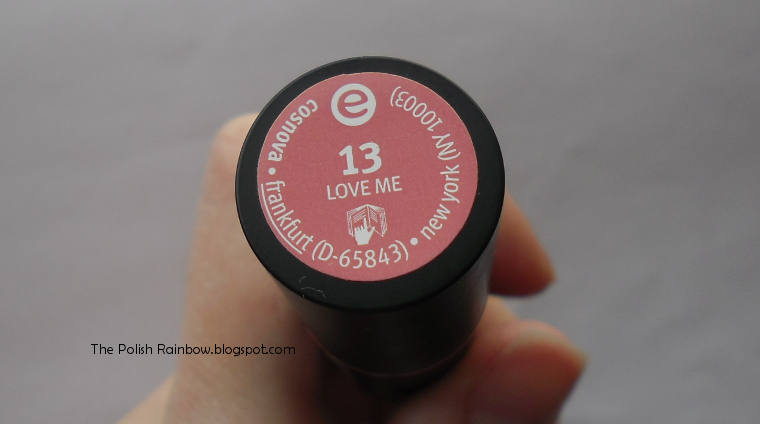 e
13
LOVE ME
cosnova • frankfurt (D-65843) • new york (NY 10003)
The Polish Rainbow.blogspot.com